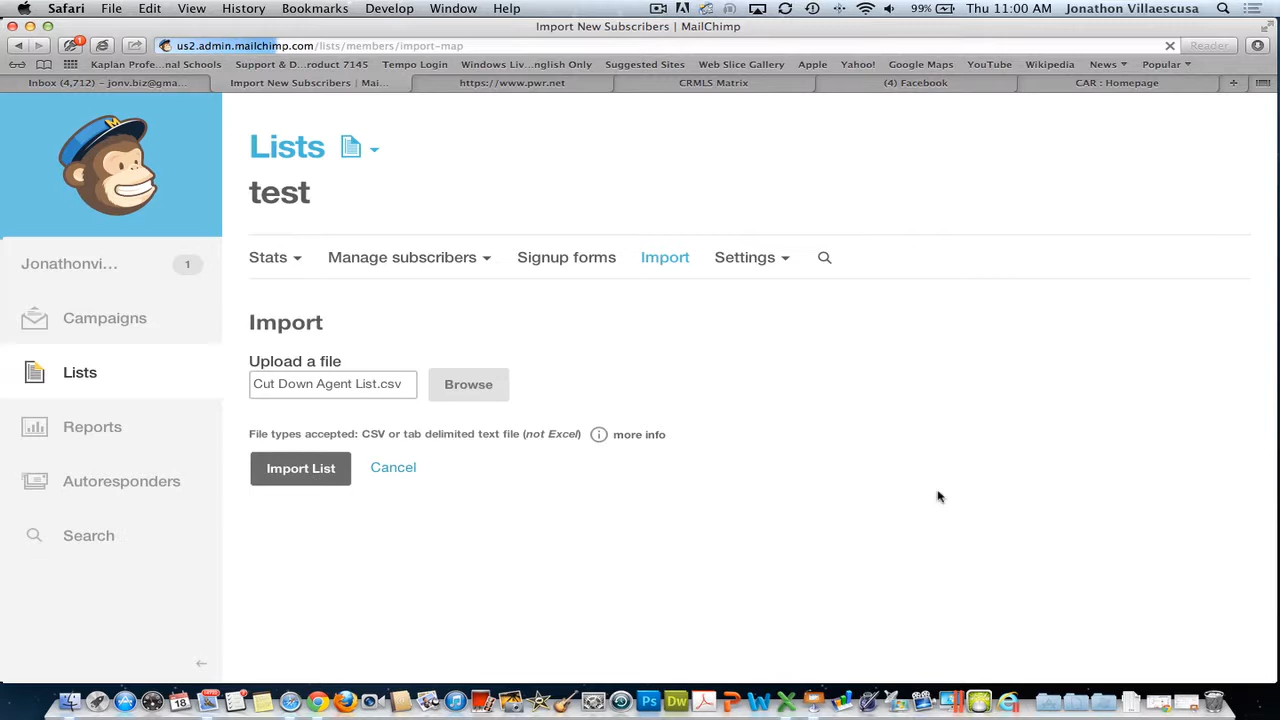 Safari File Edit View History Bookmarks Develop Window Help 99% Thu 11:00 AM Jonathon Villaescusa
Import New Subscribers | MailChimp
us2.admin.mailchimp.com/lists/members/import-map Reader
1
Kaplan Profe...nal Schools Support & D...roduct 7145 Tempo Login Windows Liv...nglish Only Suggested Sites Web Slice Gallery Apple Yahoo! Google Maps YouTube Wikipedia News Popular
Inbox (4,712) – jonv.biz@gma... Import New Subscribers | Mai... https://www.pwr.net CRMLS Matrix (4) Facebook CAR : Homepage
Lists
test
Stats Manage subscribers Signup forms Import Settings
Jonathonvi... 1
Campaigns
Lists
Reports
Autoresponders
Search
Import
Upload a file
Cut Down Agent List.csv Browse
File types accepted: CSV or tab delimited text file (not Excel) more info
Import List Cancel
18
Ps Dw